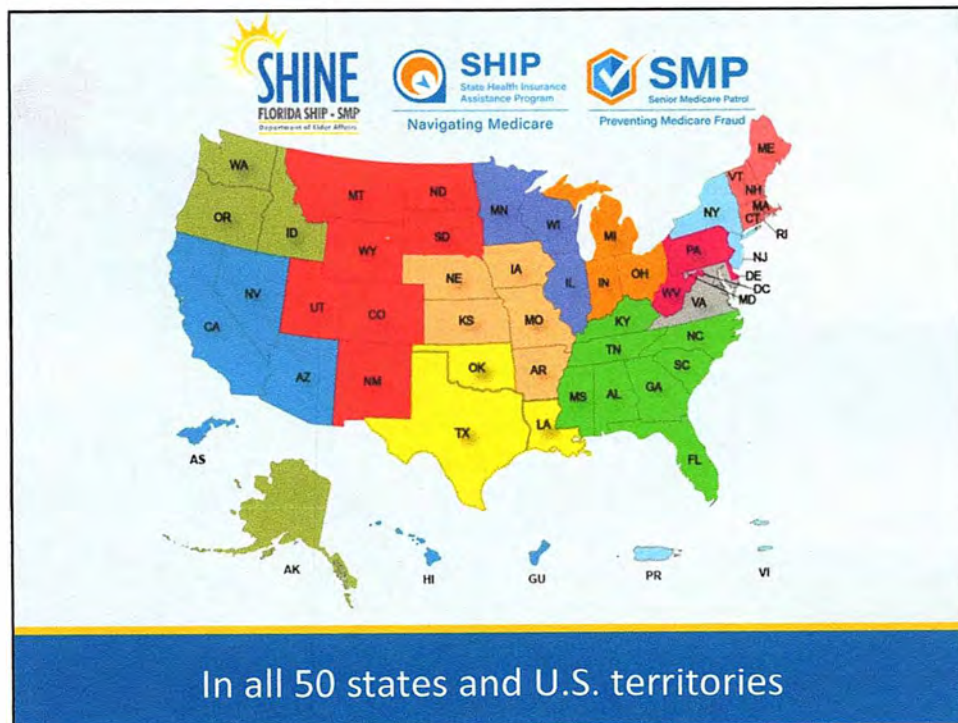 SHINE
FLORIDA SHIP - SMP
Department of Elder Affairs
SHIP
State Health Insurance
Assistance Program
Navigating Medicare
SMP
Senior Medicare Patrol
Preventing Medicare Fraud
WA
OR
ID
MT
ND
WY
SD
MN
WI
MI
IL
IN
OH
NY
PA
WV
VA
VT
ME
NH
MA
CT
RI
NJ
DE
DC
MD
CA
NV
AZ
UT
CO
NM
NE
KS
IA
MO
AR
OK
TX
LA
KY
TN
NC
SC
MS
AL
GA
FL
AS
AK
HI
GU
PR
VI
In all 50 states and U.S. territories